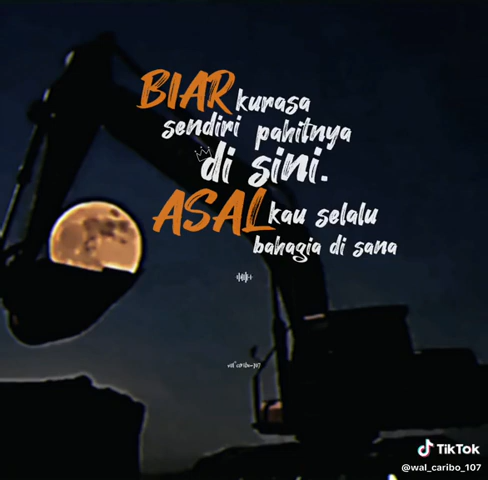 BIAR kurasa
sendiri pahitnya
di sini.
ASAL kau selalu
bahagia di sana
TikTok
@wal_caribo_107